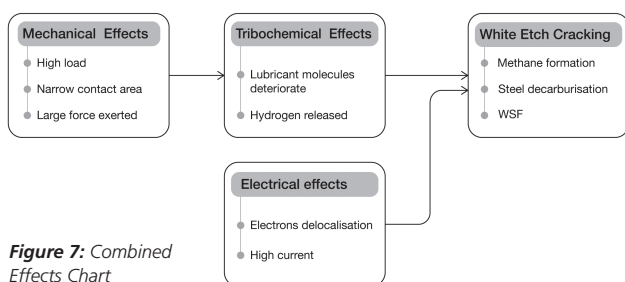 Mechanical Effects
High load
Narrow contact area
Large force exerted
Tribochemical Effects
Lubricant molecules
deteriorate
Hydrogen released
White Etch Cracking
Methane formation
Steel decarburisation
WSF
Electrical effects
Electrons delocalisation
High current
Figure 7: Combined
Effects Chart